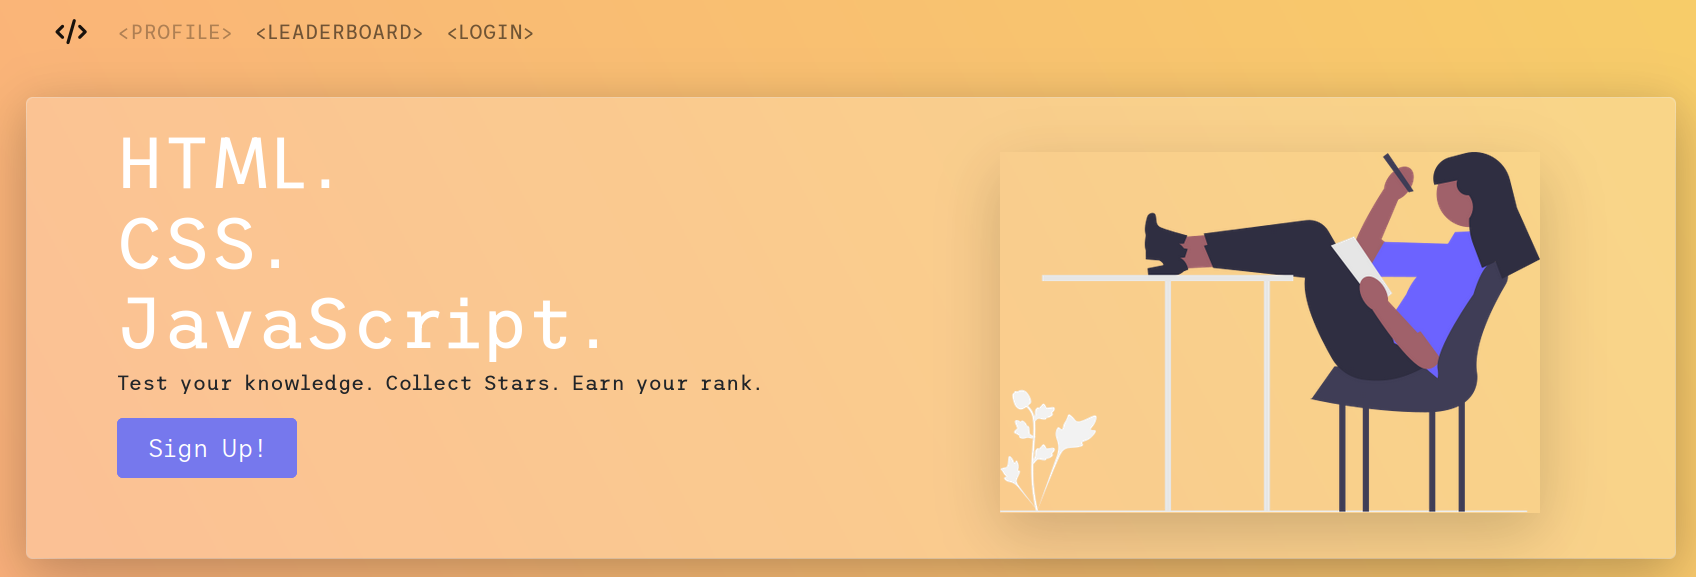 </> <PROFILE> <LEADERBOARD> <LOGIN>
HTML.
CSS.
JavaScript.
Test your knowledge. Collect Stars. Earn your rank.
Sign Up!